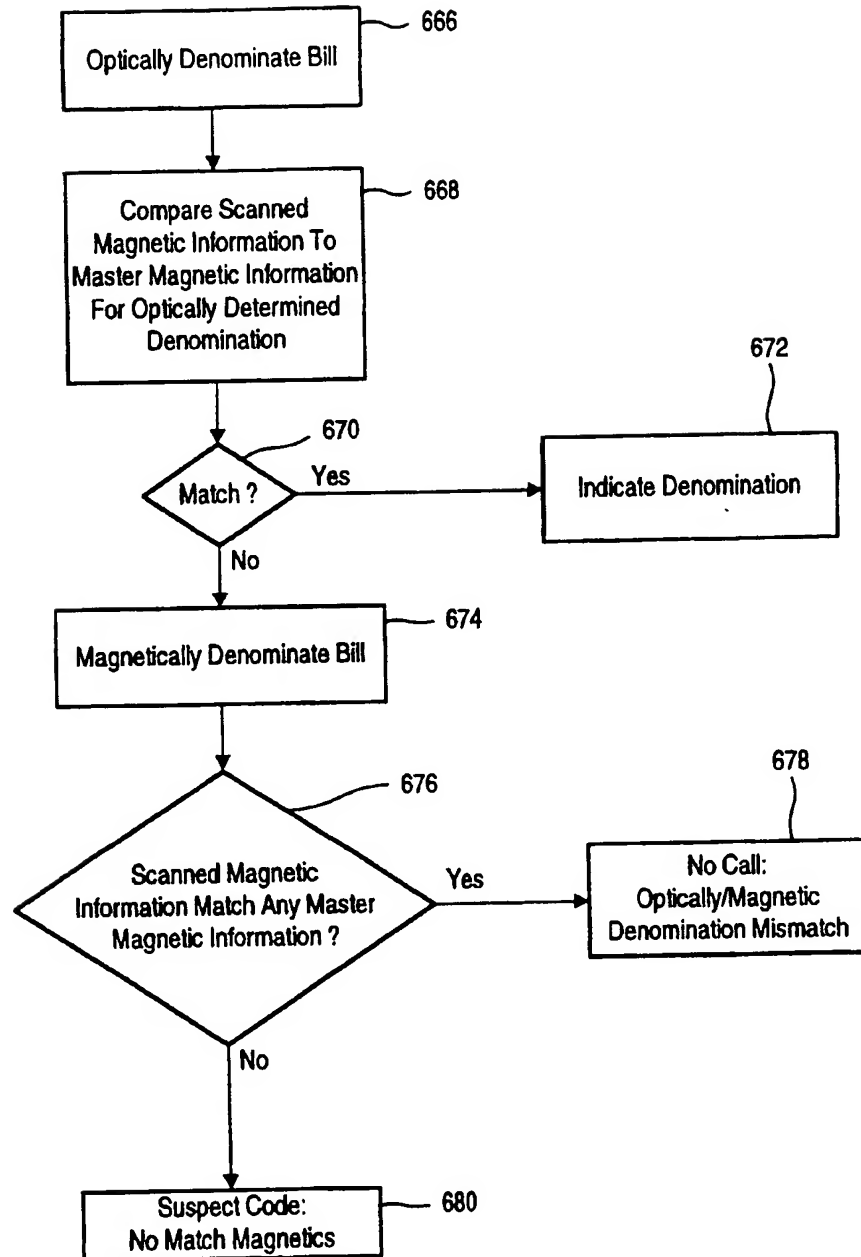 666
Optically Denominate Bill
668
Compare Scanned
Magnetic Information To
Master Magnetic Information
For Optically Determined
Denomination
672
670
Match ?
Yes
Indicate Denomination
No
674
Magnetically Denominate Bill
676
678
Scanned Magnetic
Information Match Any Master
Magnetic Information ?
Yes
No Call:
Optically/Magnetic
Denomination Mismatch
No
680
Suspect Code:
No Match Magnetics